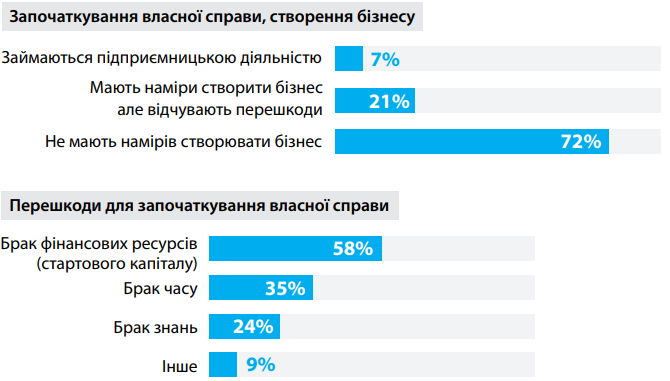 Започаткування власної справи, створення бізнесу
Займаються підприємницькою діяльністю 7%
Мають наміри створити бізнес
але відчувають перешкоди 21%
Не мають намірів створювати бізнес 72%
Перешкоди для започаткування власної справи
Брак фінансових ресурсів
(стартового капіталу) 58%
Брак часу 35%
Брак знань 24%
Інше 9%